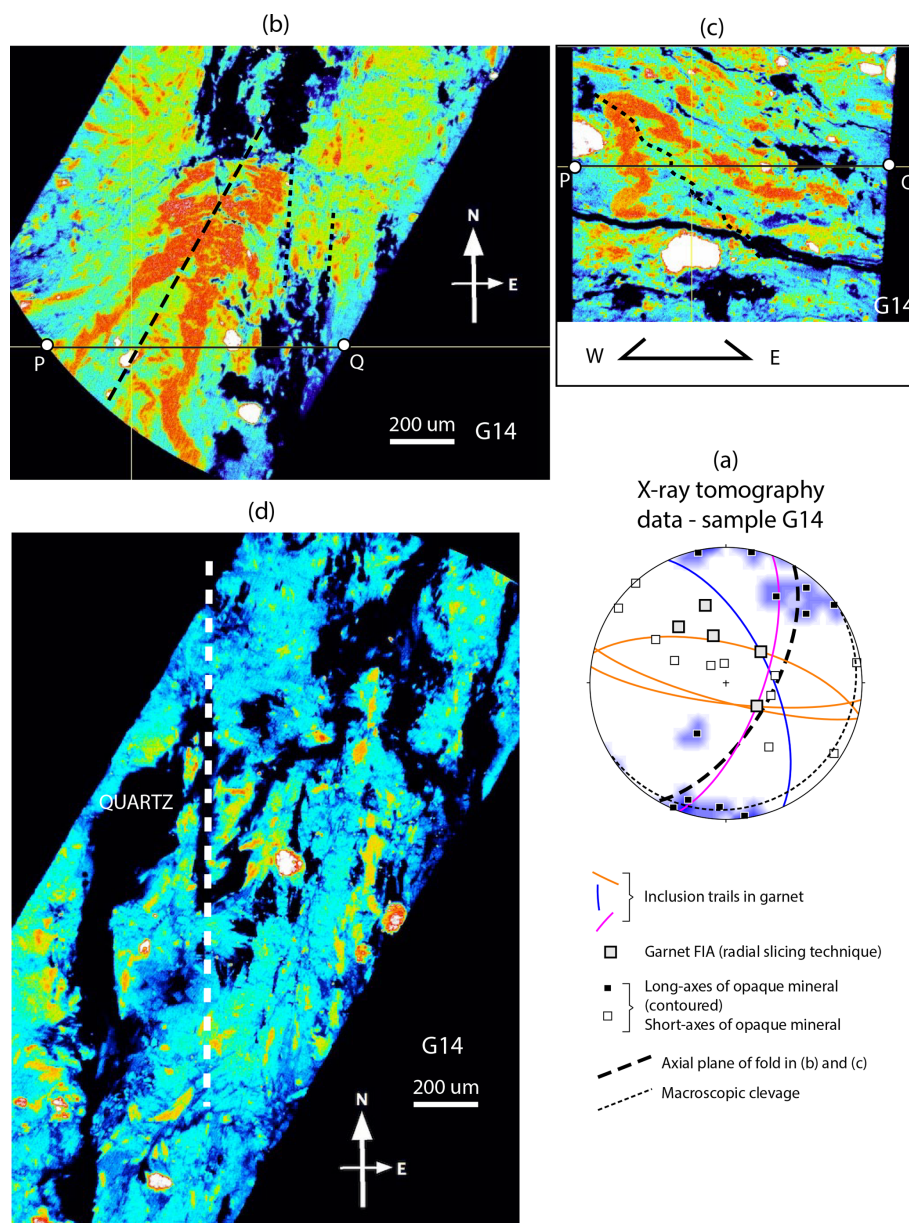 (b)
(c)
N
E
P
Q
200 um
G14
P
G14
W
E
(a)
X-ray tomography
data - sample G14
Inclusion trails in garnet
Garnet FIA (radial slicing technique)
Long-axes of opaque mineral
(contoured)
Short-axes of opaque mineral
Axial plane of fold in (b) and (c)
Macroscopic clevage
(d)
QUARTZ
G14
200 um
N
E